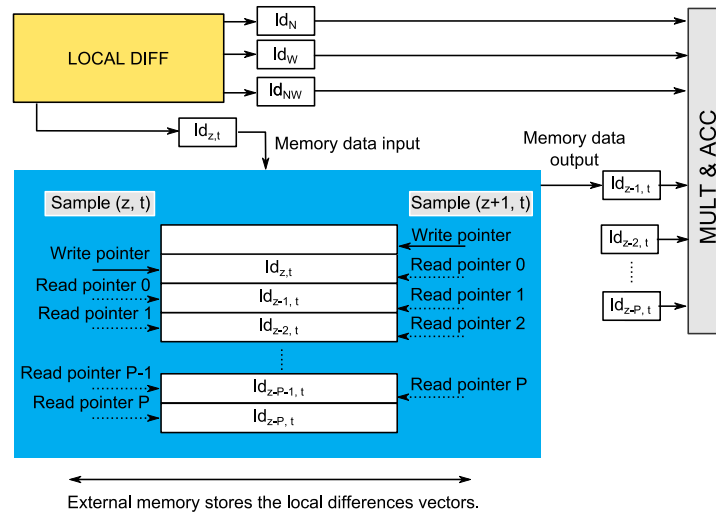 Id_N
LOCAL DIFF
Id_W
Id_NW
Id_z,t
Memory data input
Memory data
output
MULT & ACC
Sample (z, t)
Sample (z+1, t)
Id_z-1, t
Write pointer
Write pointer
Id_z-2, t
Id_z,t
Read pointer 0
Read pointer 0
Id_z-1, t
Read pointer 1
Read pointer 1
Id_z-2, t
Read pointer 2
Id_z-P, t
Read pointer P-1
Id_z-P-1, t
Read pointer P
Read pointer P
Id_z-P, t
External memory stores the local differences vectors.